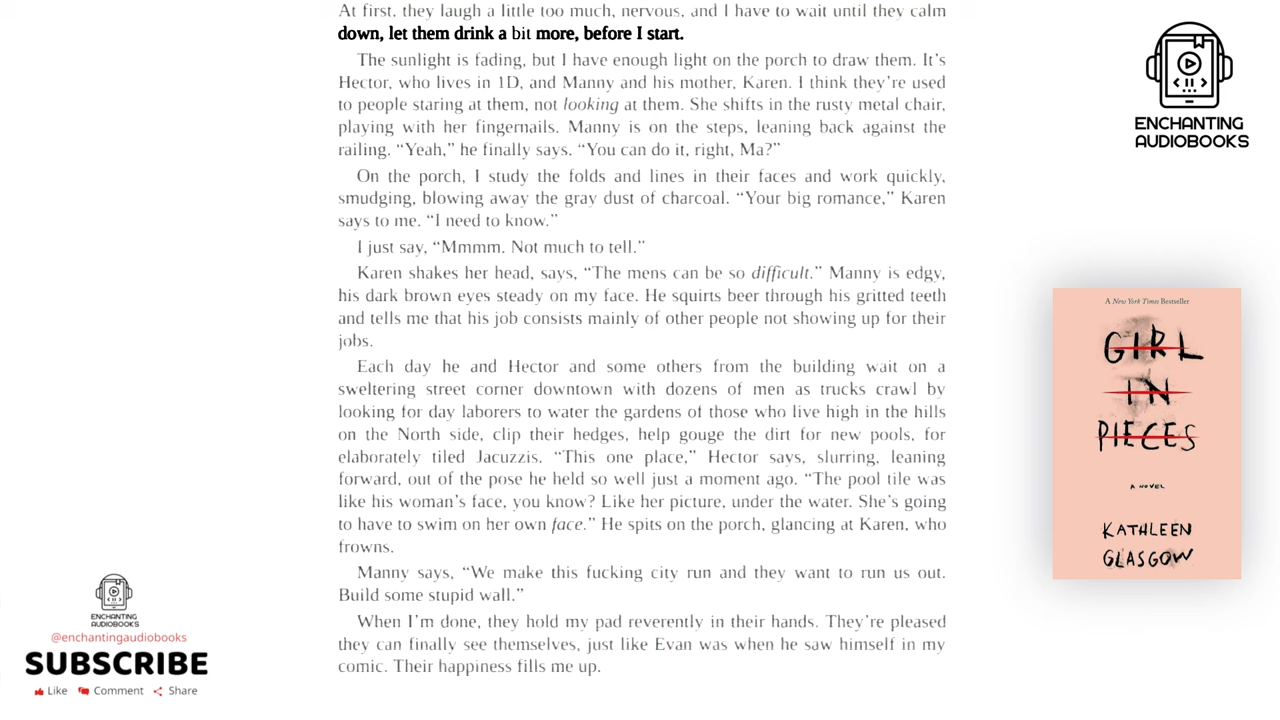 At first, they laugh a little too much, nervous, and I have to wait until they calm
down, let them drink a bit more, before I start.
The sunlight is fading, but I have enough light on the porch to draw them. It's
Hector, who lives in 1D, and Manny and his mother, Karen. I think they're used
to people staring at them, not looking at them. She shifts in the rusty metal chair,
playing with her fingernails. Manny is on the steps, leaning back against the
railing. “Yeah,” he finally says. “You can do it, right, Ma?”
On the porch, I study the folds and lines in their faces and work quickly,
smudging, blowing away the gray dust of charcoal. “Your big romance,” Karen
says to me. “I need to know.”
I just say, “Mmmm. Not much to tell.”
Karen shakes her head, says, “The mens can be so difficult.” Manny is edgy,
his dark brown eyes steady on my face. He squirts beer through his gritted teeth
and tells me that his job consists mainly of other people not showing up for their
jobs.
Each day he and Hector and some others from the building wait on a
sweltering street corner downtown with dozens of men as trucks crawl by
looking for day laborers to water the gardens of those who live high in the hills
on the North side, clip their hedges, help gouge the dirt for new pools, for
elaborately tiled Jacuzzis. “This one place,” Hector says, slurring, leaning
forward, out of the pose he held so well just a moment ago. “The pool tile was
like his woman's face, you know? Like her picture, under the water. She's going
to have to swim on her own face.” He spits on the porch, glancing at Karen, who
frowns.
Manny says, “We make this fucking city run and they want to run us out.
Build some stupid wall.”
When I'm done, they hold my pad reverently in their hands. They're pleased
they can finally see themselves, just like Evan was when he saw himself in my
comic. Their happiness fills me up.
ENCHANTING
AUDIOBOOKS
A New York Times Bestseller
GIRL
IN
PIECES
A NOVEL
KATHLEEN
GLASGOW
ENCHANTING
AUDIOBOOKS
@enchantingaudiobooks
SUBSCRIBE
Like Comment Share